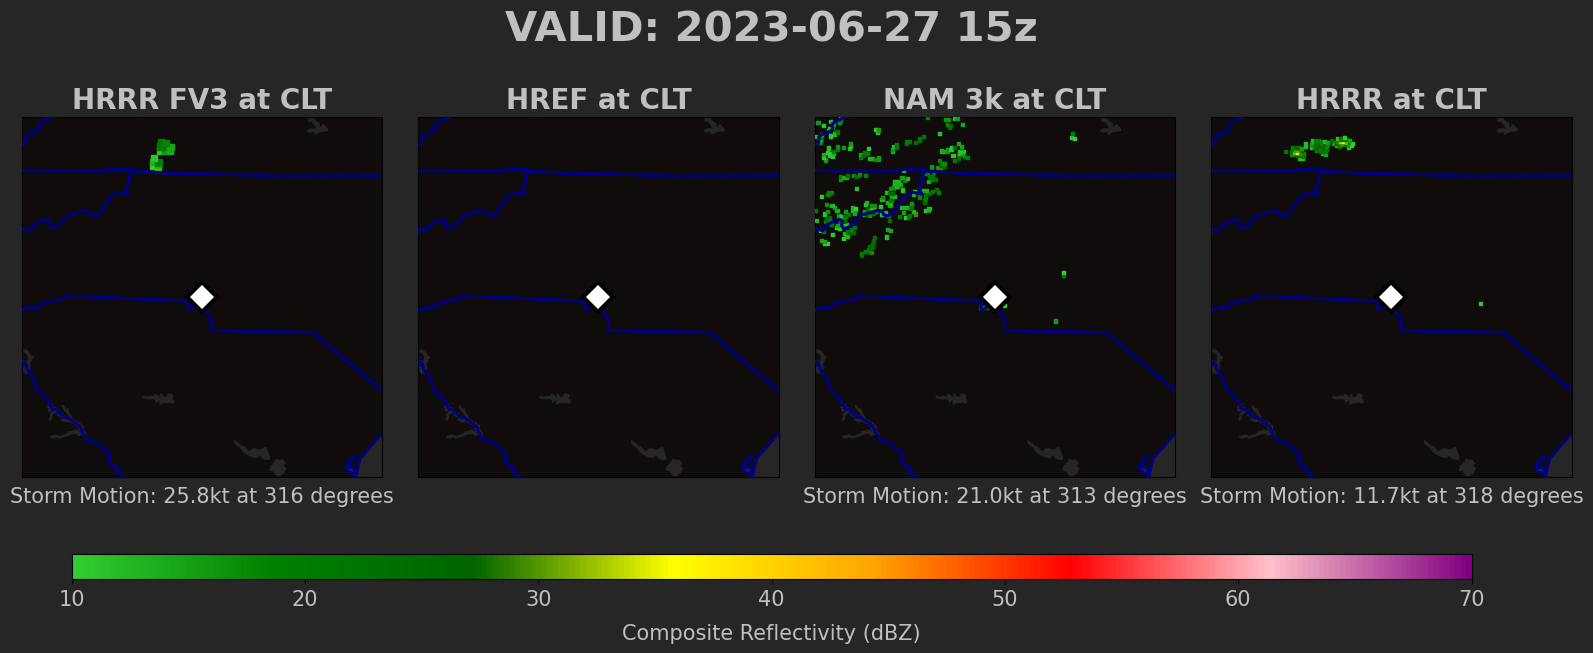 VALID: 2023-06-27 15z
HRRR FV3 at CLT
HREF at CLT
NAM 3k at CLT
HRRR at CLT
Storm Motion: 25.8kt at 316 degrees
Storm Motion: 21.0kt at 313 degrees
Storm Motion: 11.7kt at 318 degrees
10 20 30 40 50 60 70
Composite Reflectivity (dBZ)